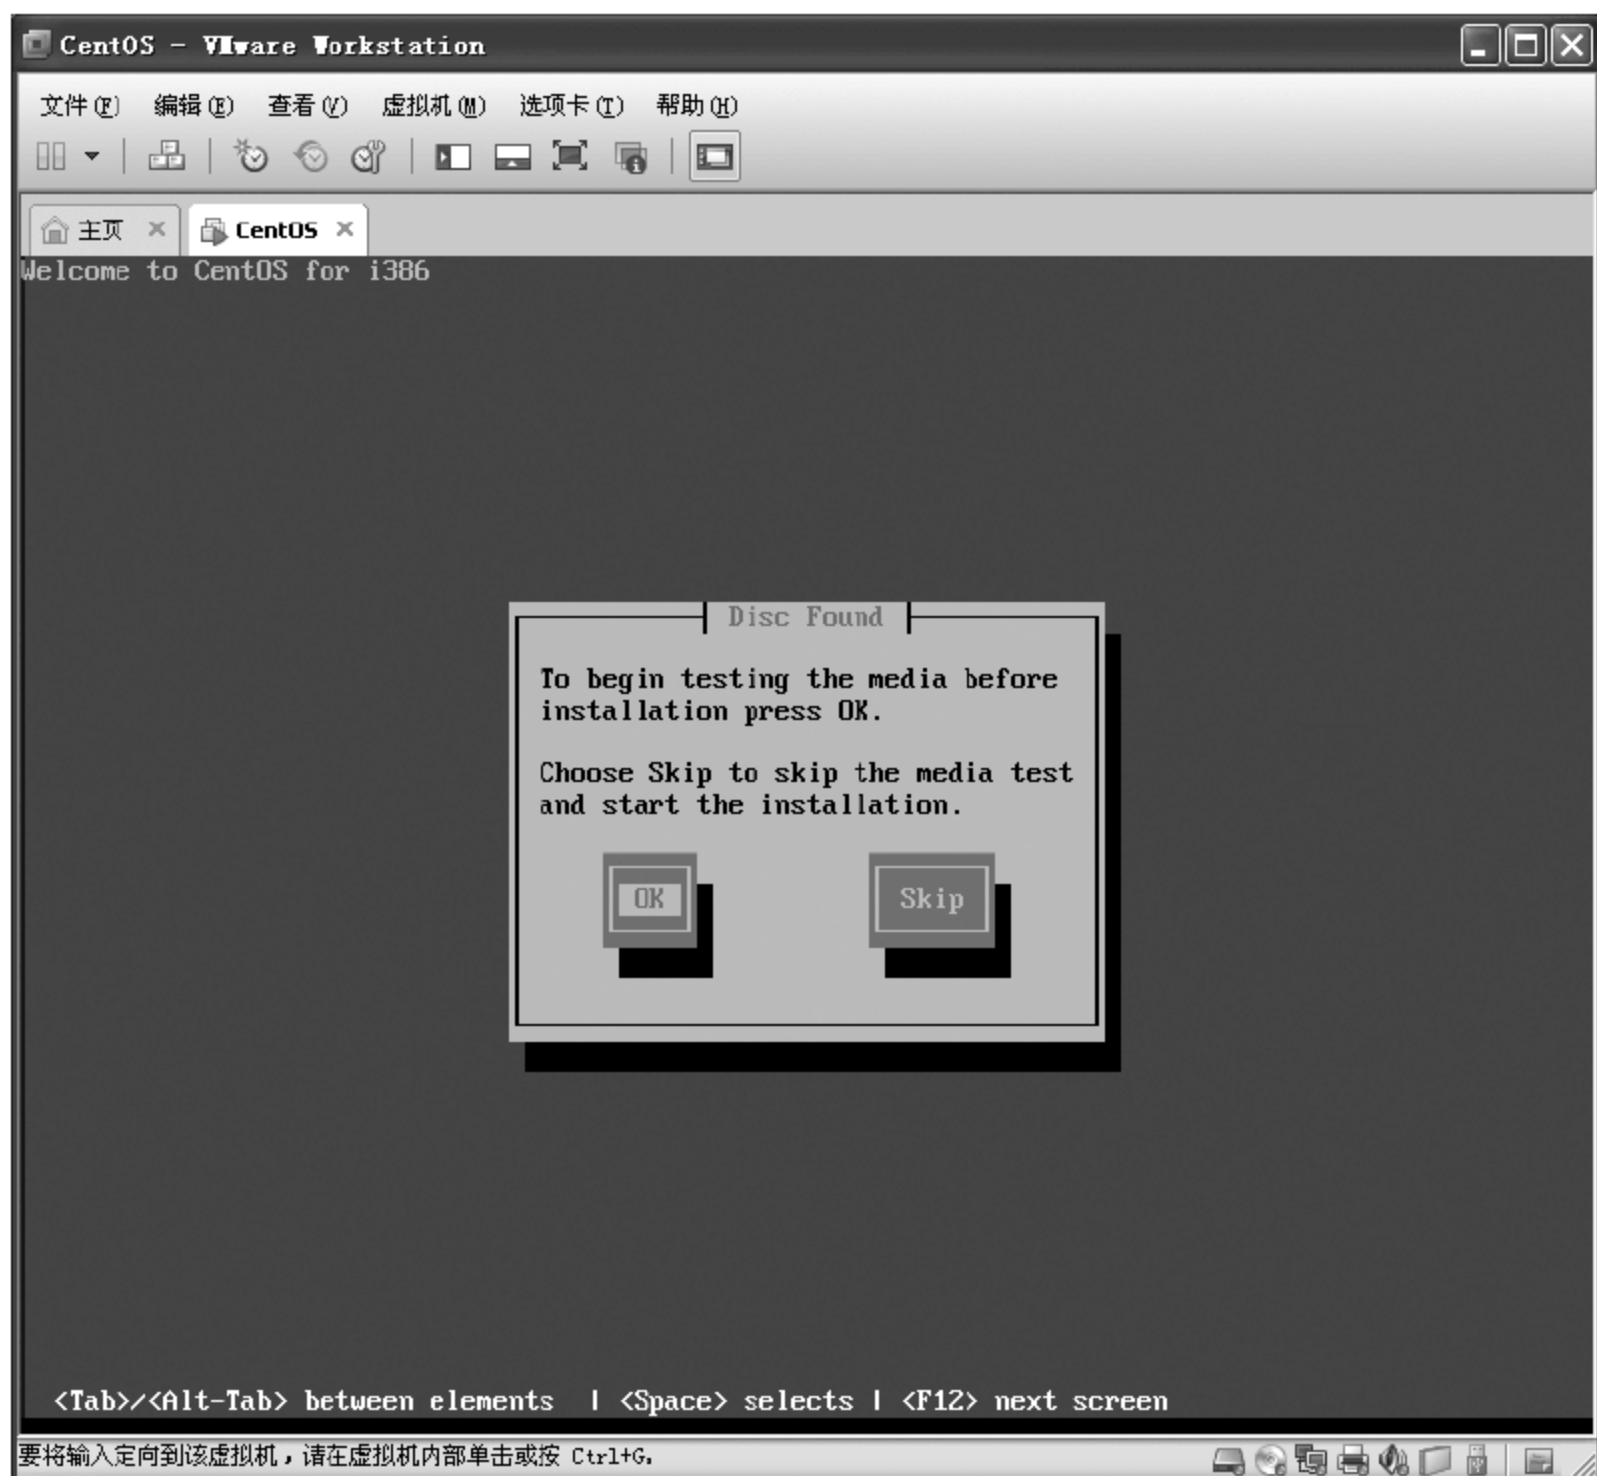 CentOS - VMware Workstation
文件(F) 编辑(E) 查看(V) 虚拟机(M) 选项卡(T) 帮助(H)
主页 CentOS
Welcome to CentOS for i386
Disc Found
To begin testing the media before
installation press OK.
Choose Skip to skip the media test
and start the installation.
OK Skip
<Tab>/<Alt-Tab> between elements | <Space> selects | <F12> next screen
要将输入定向到该虚拟机，请在虚拟机内部单击或按 Ctrl+G。